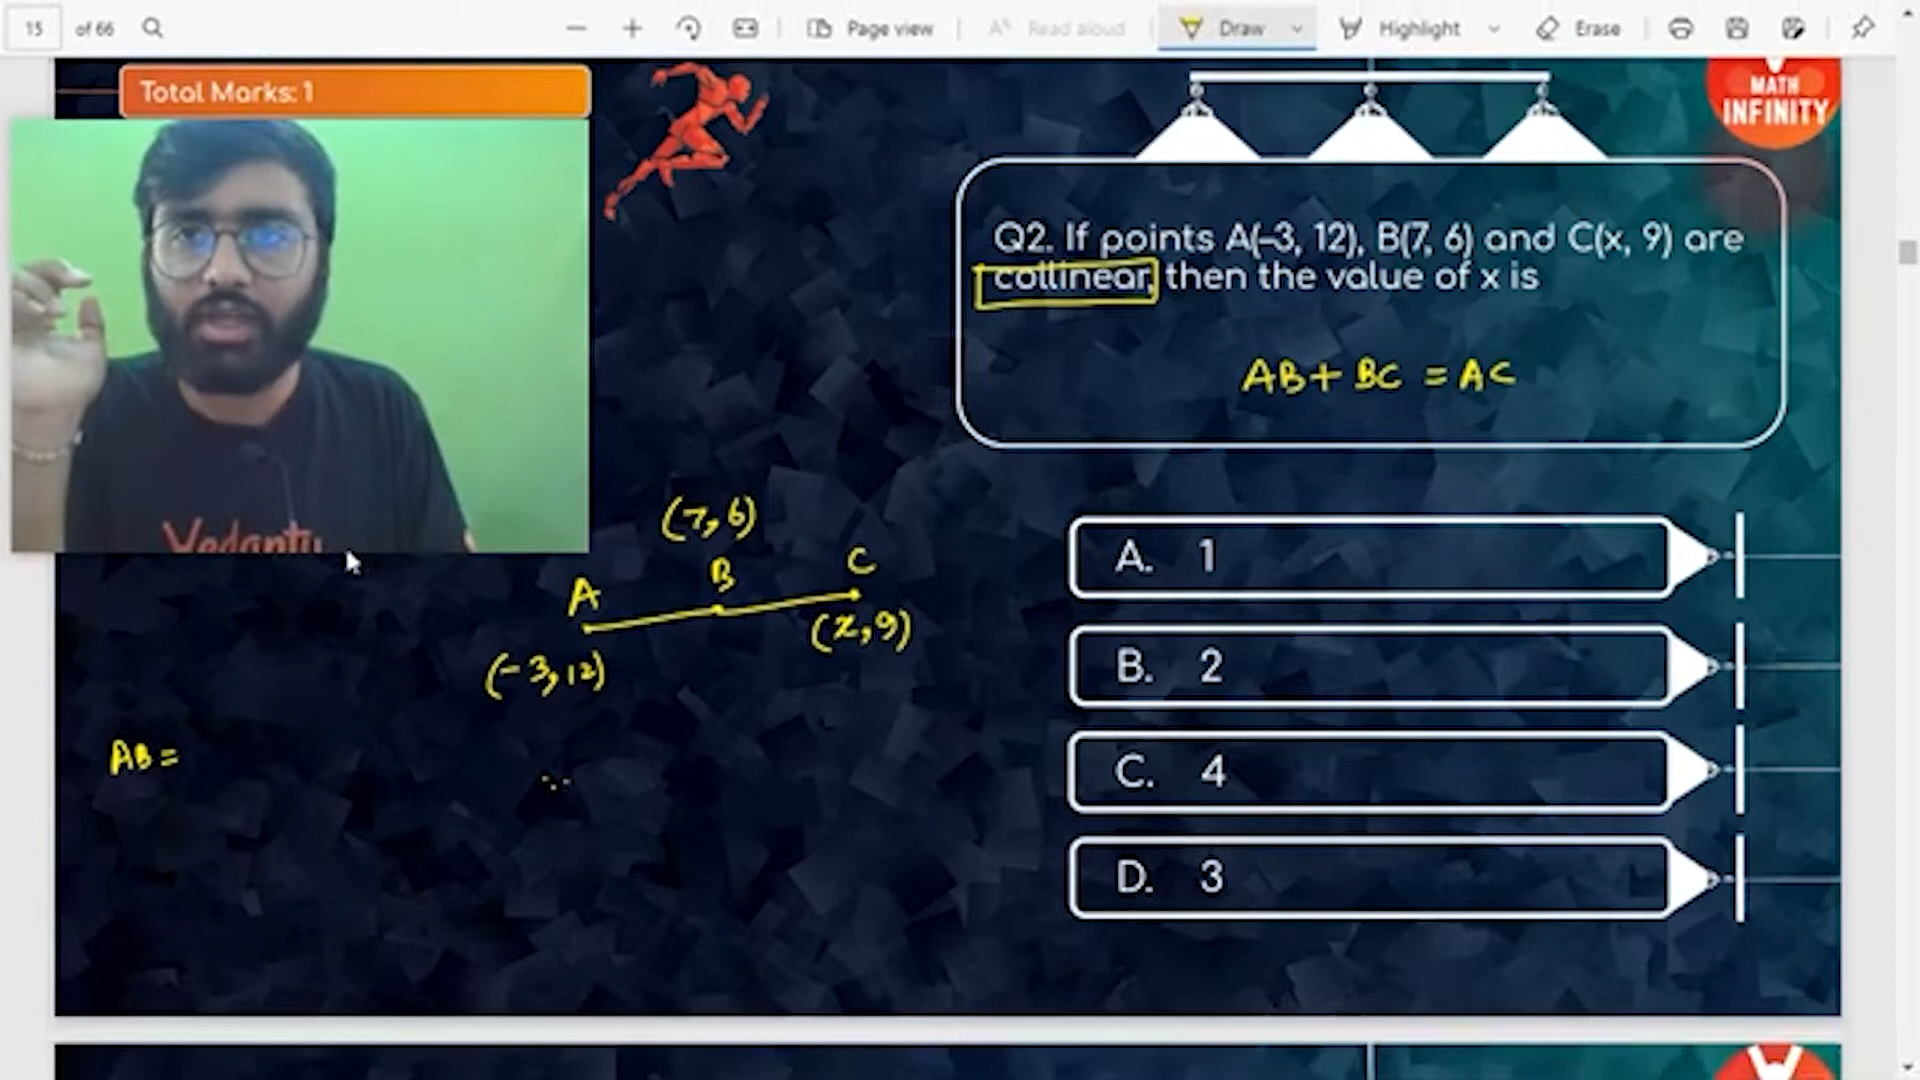 15 of 66 Page view Read aloud Draw Highlight Erase
Total Marks: 1
MATH
INFINITY
Q2. If points A(–3, 12), B(7, 6) and C(x, 9) are
collinear, then the value of x is
AB + BC = AC
Vedantu
(7, 6)
A B C
(x, 9)
(-3, 12)
AB =
A. 1
B. 2
C. 4
D. 3